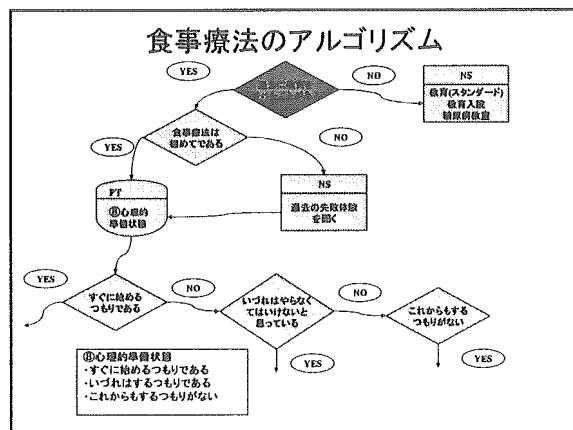 食事療法のアルゴリズム
YES
NO
NS
教育(スタンダード)
教育入院
糖尿病教室
食事療法は
初めてである
YES
NO
PT
Ⓑ心理的
準備状態
NS
過去の失敗体験
を聞く
YES
すぐに始める
つもりである
NO
いづれはやらなく
てはいけないと
思っている
NO
これからもする
つもりがない
YES
YES
Ⓑ心理的準備状態
・すぐに始めるつもりである
・いづれはするつもりである
・これからもするつもりがない